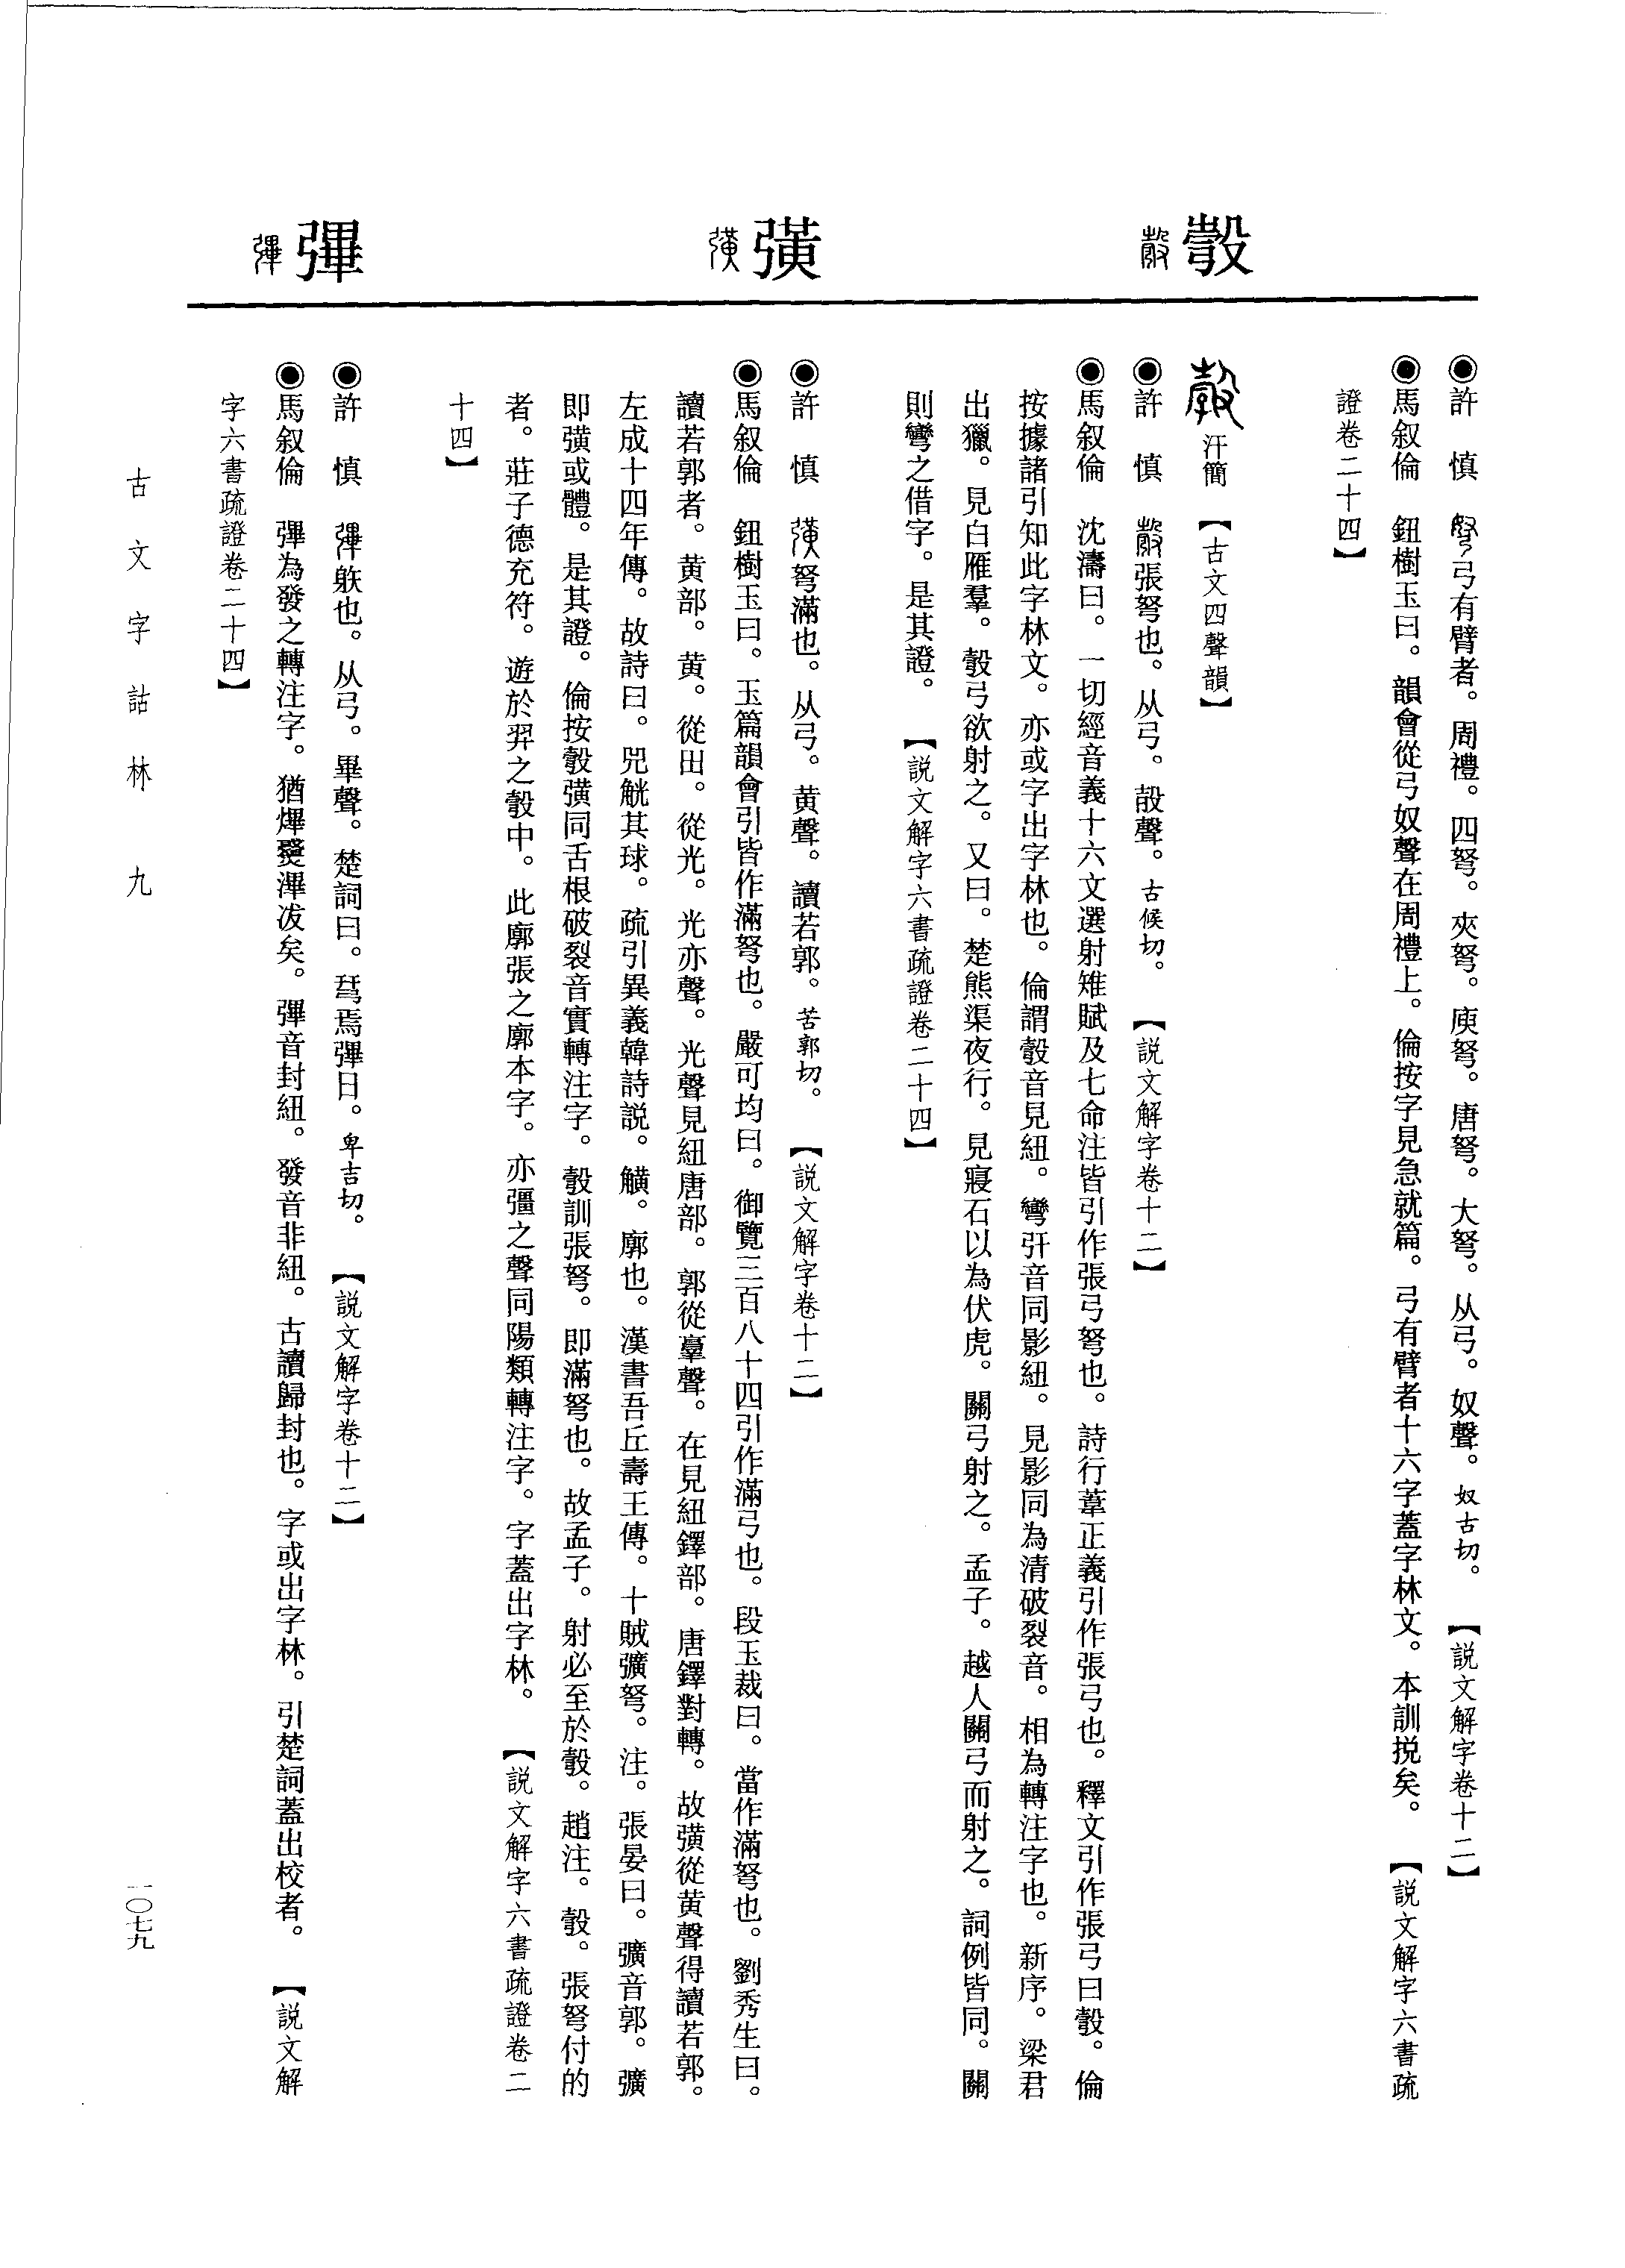 ◉許　慎　弓有臂者。周禮。四弩。夾弩。庾弩。唐弩。大弩。从弓。奴聲。奴古切。【説文解字卷十二】
◉馬叙倫　鈕樹玉曰。韻會從弓奴聲在周禮上。倫按字見急就篇。弓有臂者十六字蓋字林文。本訓挩矣。【説文解字六書疏
證卷二十四】
彀
汗簡【古文四聲韻】
◉許　慎　張弩也。从弓。㱿聲。古候切。【説文解字卷十二】
◉馬叙倫　沈濤曰。一切經音義十六文選射雉賦及七命注皆引作張弓弩也。詩行葦正義引作張弓也。釋文引作張弓曰彀。倫
按據諸引知此字林文。亦或字出字林也。倫謂彀音見紐。彎弙音同影紐。見影同為清破裂音。相為轉注字也。新序。梁君
出獵。見白雁羣。彀弓欲射之。又曰。楚熊渠夜行。見寢石以為伏虎。關弓射之。孟子。越人關弓而射之。詞例皆同。關
則彎之借字。是其證。【説文解字六書疏證卷二十四】
彉
◉許　慎　弩滿也。从弓。黄聲。讀若郭。苦郭切。【説文解字卷十二】
◉馬叙倫　鈕樹玉曰。玉篇韻會引皆作滿弩也。嚴可均曰。御覽三百八十四引作滿弓也。段玉裁曰。當作滿弩也。劉秀生曰。
讀若郭者。黄部。黄。從田。從光。光亦聲。光聲見紐唐部。郭從𩫏聲。在見紐鐸部。唐鐸對轉。故彉從黄聲得讀若郭。
左成十四年傳。故詩曰。兕觥其球。疏引異義韓詩説。觵。廓也。漢書吾丘壽王傳。十賊彍弩。注。張晏曰。彍音郭。彍
即彉或體。是其證。倫按彀彉同舌根破裂音實轉注字。彀訓張弩。即滿弩也。故孟子。射必至於彀。趙注。彀。張弩付的
者。莊子德充符。遊於羿之彀中。此廓張之廓本字。亦彊之聲同陽類轉注字。字蓋出字林。【説文解字六書疏證卷二
十四】
彃
◉許　慎　彃䠶也。从弓。畢聲。楚詞曰。芎焉彃日。卑吉切。【説文解字卷十二】
◉馬叙倫　彃為發之轉注字。猶熚㷶滭冹矣。彃音封紐。發音非紐。古讀歸封也。字或出字林。引楚詞蓋出校者。【説文解
字六書疏證卷二十四】
古文字詁林　九
一〇七九